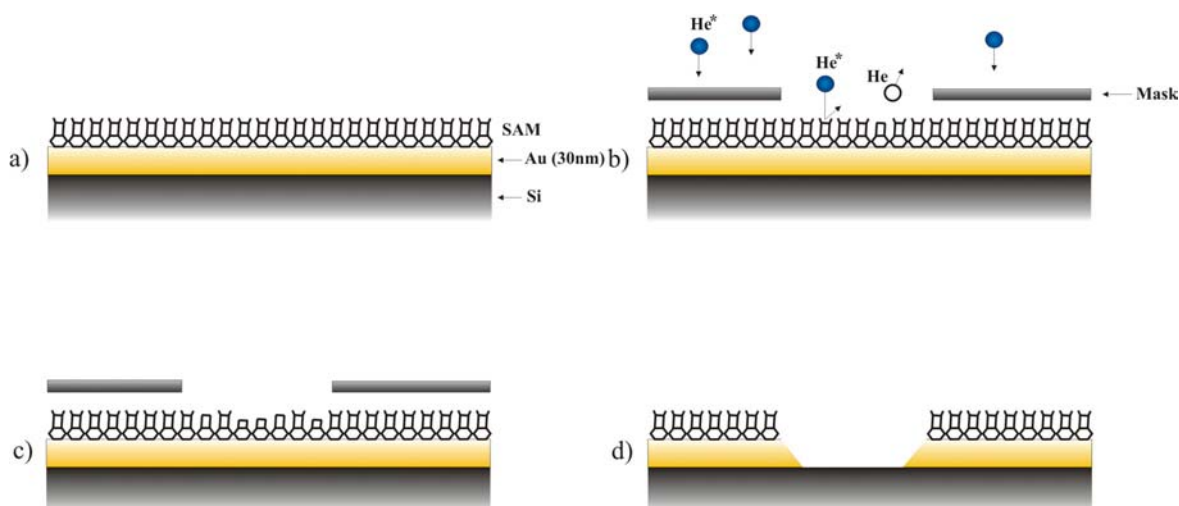 a)
SAM
Au (30nm)
Si
b)
He*
He*
He
Mask
c)
d)